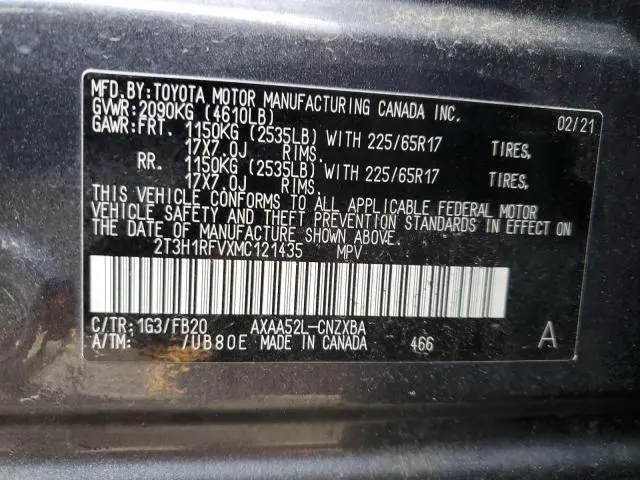 MFD.BY:TOYOTA MOTOR MANUFACTURING CANADA INC.
GVWR:2090KG (4610LB) 02/21
GAWR:FRT. 1150KG (2535LB) WITH 225/65R17 TIRES,
17X7.0J RIMS.
RR. 1150KG (2535LB) WITH 225/65R17 TIRES,
17X7.0J RIMS.
THIS VEHICLE CONFORMS TO ALL APPLICABLE FEDERAL MOTOR
VEHICLE SAFETY AND THEFT PREVENTION STANDARDS IN EFFECT ON
THE DATE OF MANUFACTURE SHOWN ABOVE.
2T3H1RFVXMC121435 MPV
C/TR:1G3/FB20 AXAA52L-CNZXBA
A/TM: /UB80E MADE IN CANADA 466 A